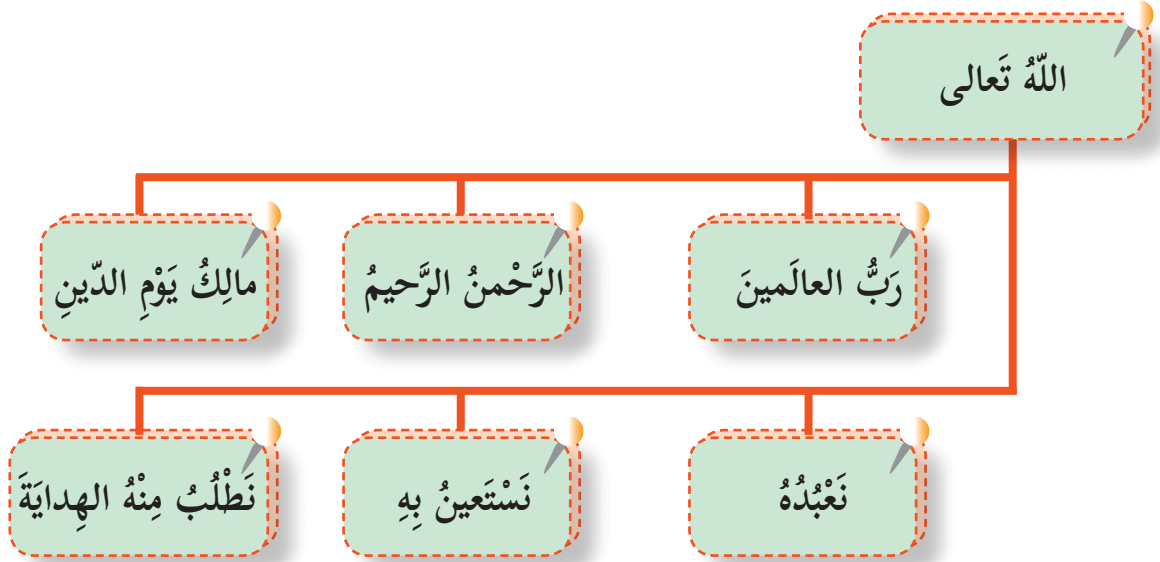 اللّهُ تَعالى
رَبُّ العالَمينَ
الرَّحْمنُ الرَّحيمُ
مالِكُ يَوْمِ الدّينِ
نَعْبُدُهُ
نَسْتَعينُ بِهِ
نَطْلُبُ مِنْهُ الهِدايَةَ